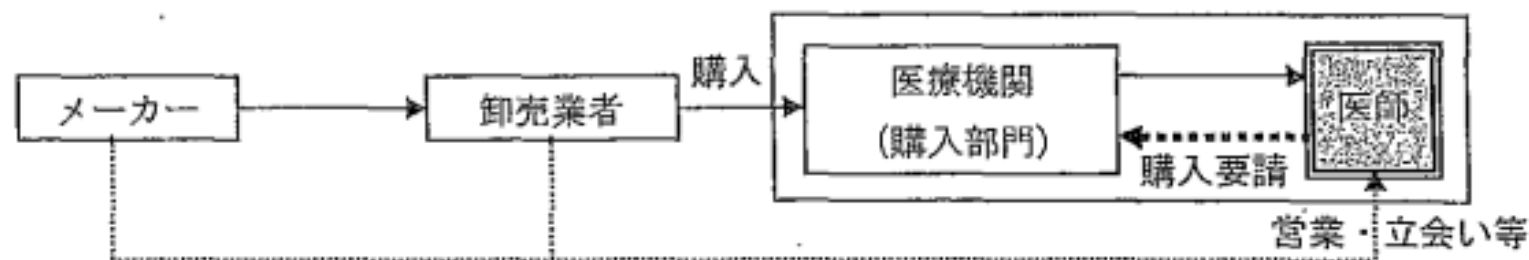 メーカー
卸売業者
購入
医療機関
(購入部門)
医師
購入要請
営業・立会い等